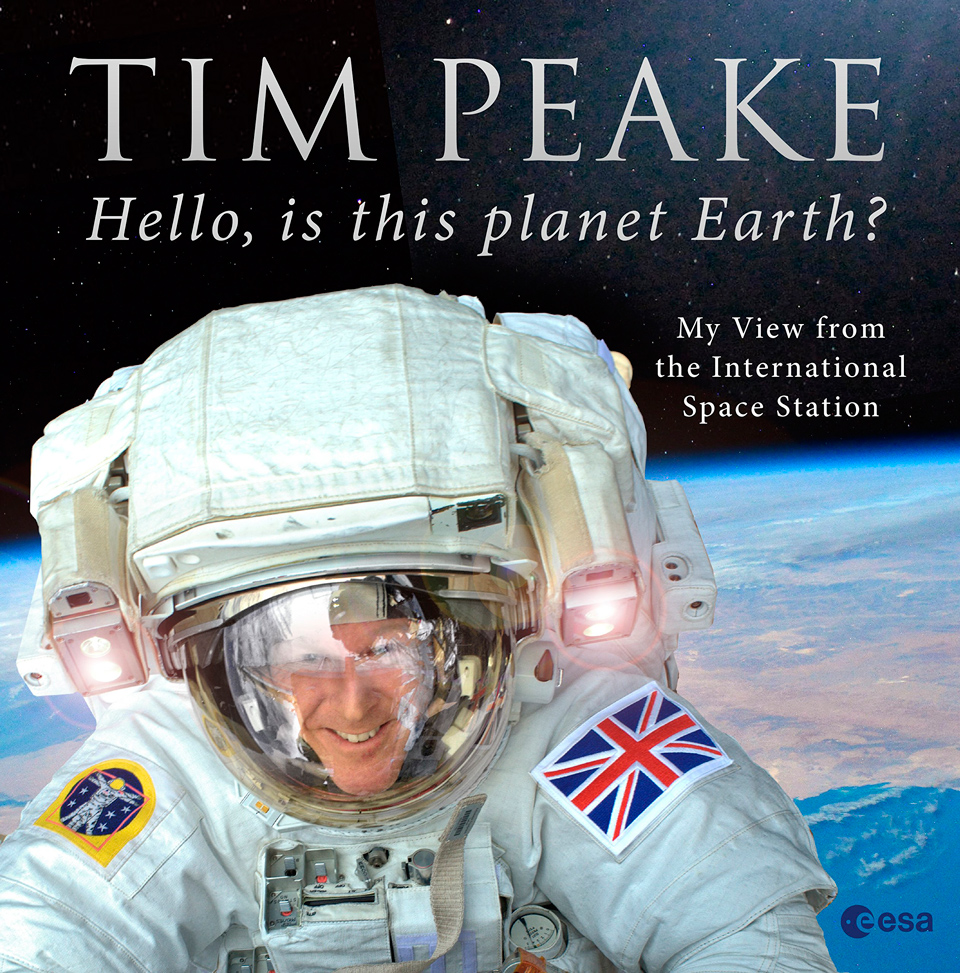 TIM PEAKE
Hello, is this planet Earth?
My View from
the International
Space Station
esa